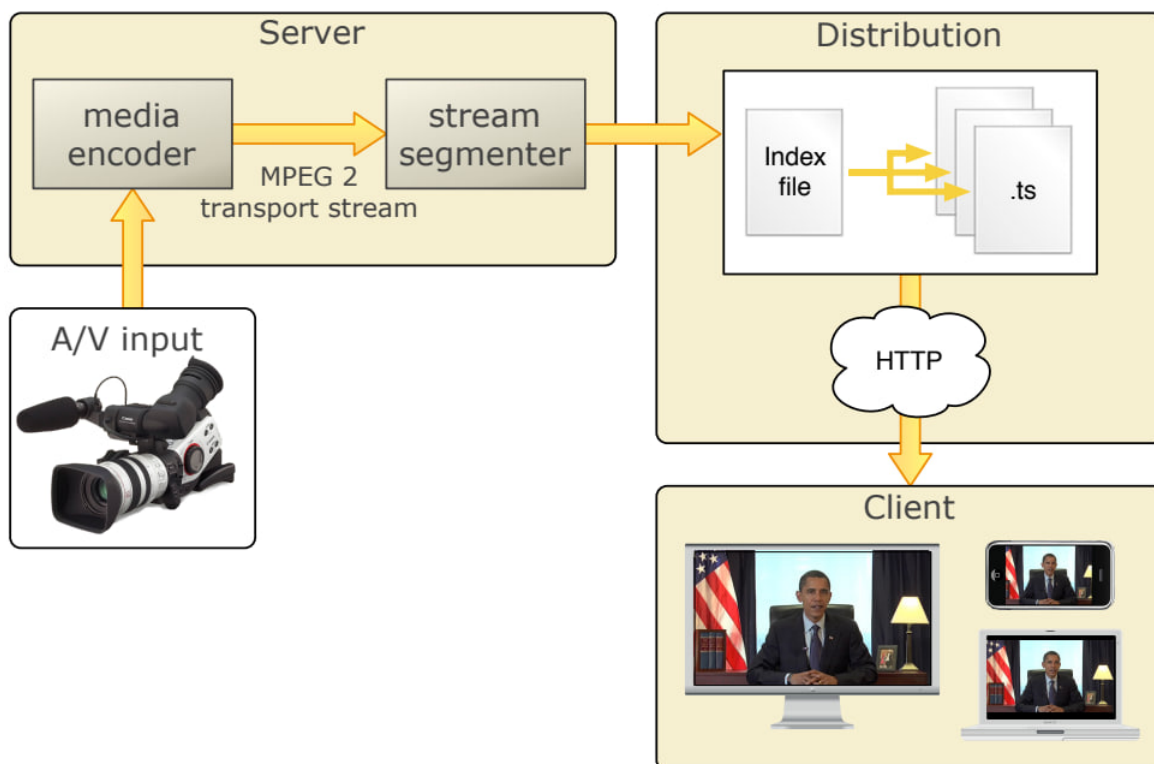 Server
media
encoder
MPEG 2
transport stream
stream
segmenter
Distribution
Index
file
.ts
HTTP
A/V input
Client